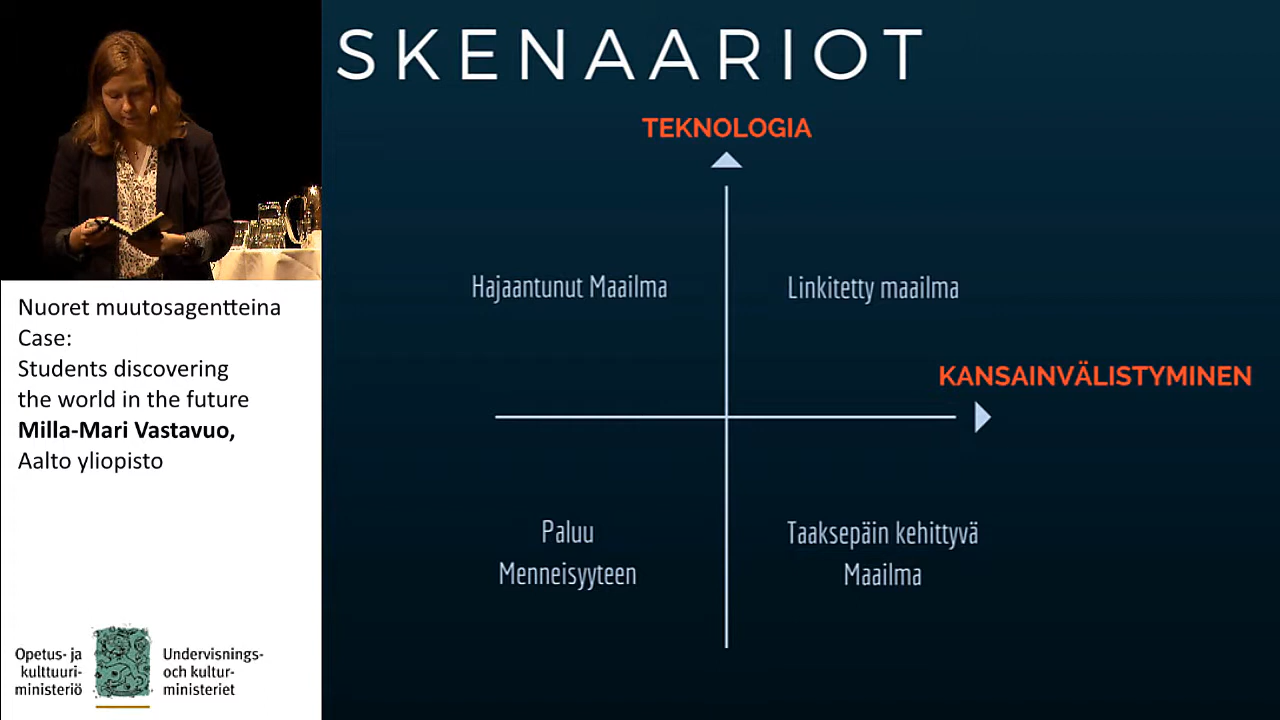 SKENAARIOT
TEKNOLOGIA
Hajaantunut Maailma
Linkitetty maailma
KANSAINVÄLISTYMINEN
Paluu
Menneisyyteen
Taaksepäin kehittyvä
Maailma
Nuoret muutosagentteina
Case:
Students discovering
the world in the future
Milla-Mari Vastavuo,
Aalto yliopisto
Opetus- ja
kulttuuri-
ministeriö
Undervisnings-
och kultur-
ministeriet